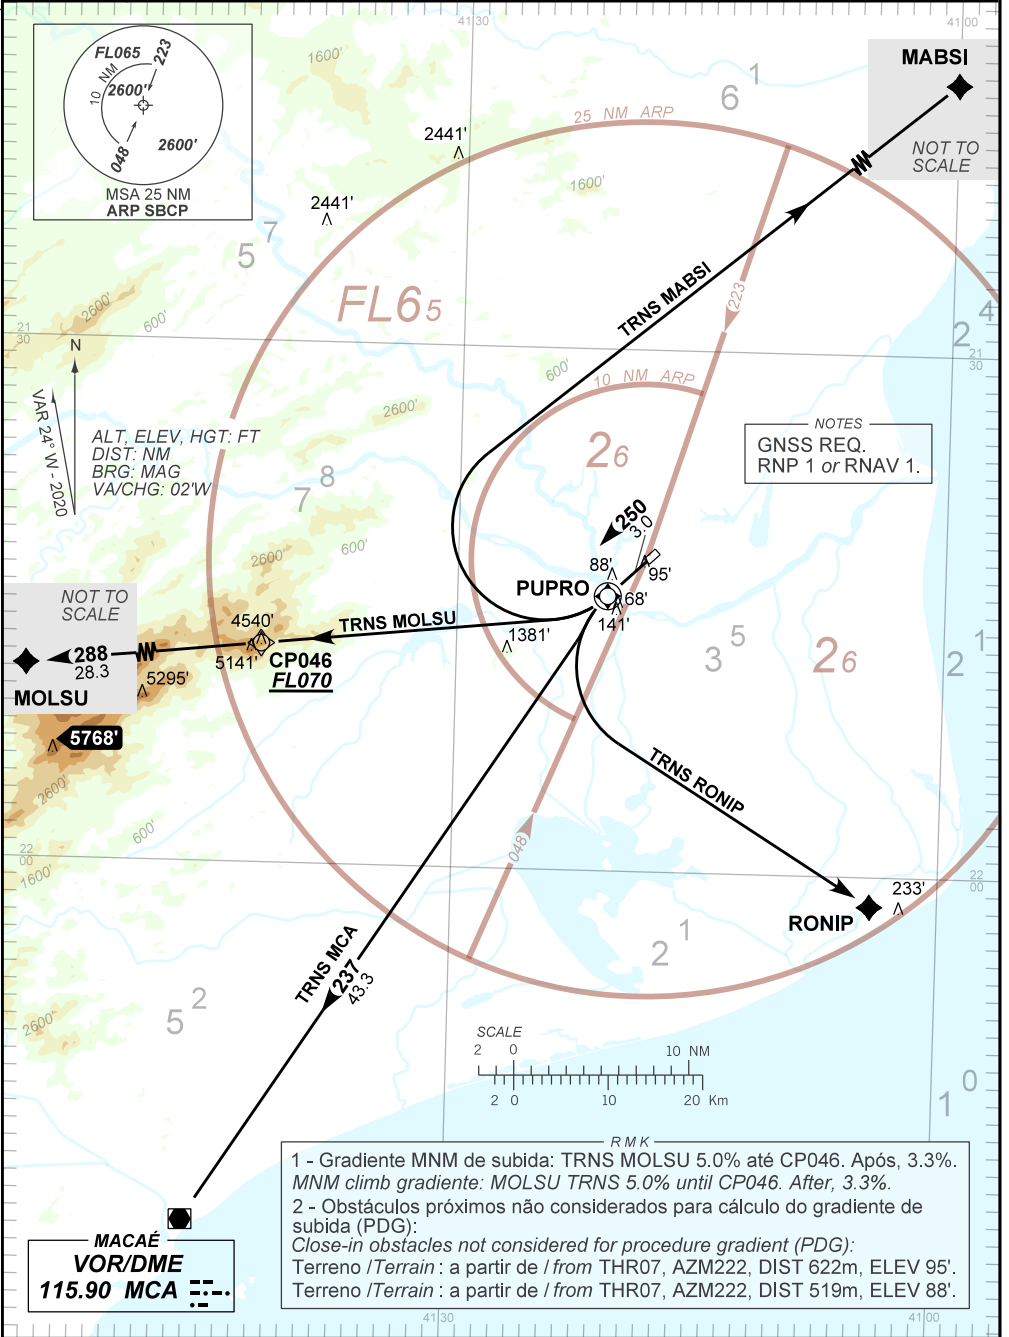 41 30
41 00
FL065
223
10 NM
2600'
048
2600'
MSA 25 NM
ARP SBCP
1600'
2441'
2441'
25 NM ARP
1600'
6 1
MABSI
NOT TO
SCALE
5 7
FL65
TRNS MABSI
223
2 4
2600'
600'
21
30
21
30
N
VAR 24° W - 2020
ALT, ELEV, HGT: FT
DIST: NM
BRG: MAG
VA/CHG: 02'W
2600'
600'
10 NM ARP
26
NOTES
GNSS REQ.
RNP 1 or RNAV 1.
7 8
2600'
600'
250
3.0
88'
95'
PUPRO
68'
141'
NOT TO
SCALE
4540'
TRNS MOLSU
1381'
288
28.3
5141'
CP046
FL070
MOLSU
5295'
5768'
3 5
26
2 1
2600'
600'
TRNS RONIP
048
22
00
22
00
1600'
233'
RONIP
2 1
TRNS MCA
237
43.3
5 2
2600'
SCALE
2 0 10 NM
2 0 10 20 Km
1 0
RMK
1 - Gradiente MNM de subida: TRNS MOLSU 5.0% até CP046. Após, 3.3%.
MNM climb gradiente: MOLSU TRNS 5.0% until CP046. After, 3.3%.
2 - Obstáculos próximos não considerados para cálculo do gradiente de
subida (PDG):
Close-in obstacles not considered for procedure gradient (PDG):
Terreno /Terrain : a partir de / from THR07, AZM222, DIST 622m, ELEV 95'.
Terreno /Terrain : a partir de / from THR07, AZM222, DIST 519m, ELEV 88'.
MACAÉ
VOR/DME
115.90 MCA
41 30
41 00